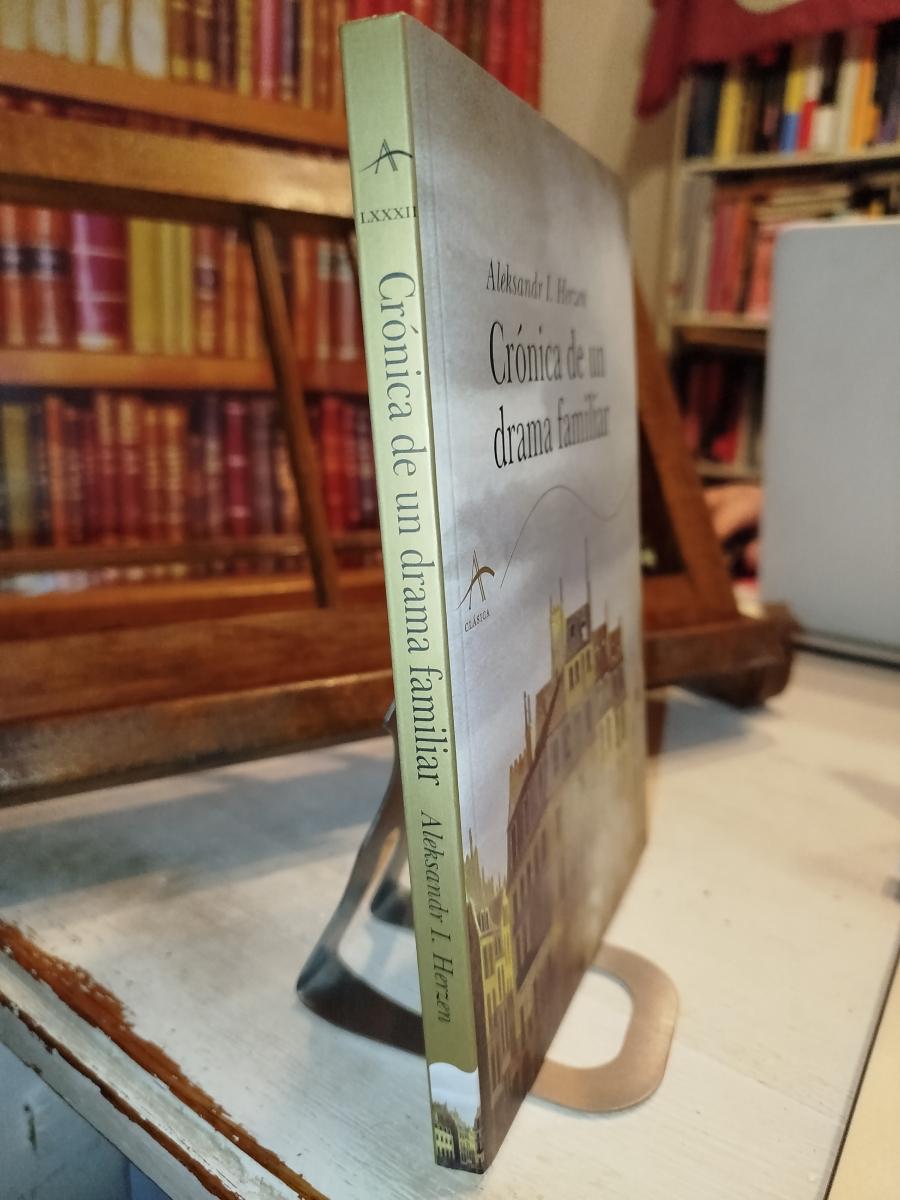 LXXXII
Crónica de un drama familiar
Aleksandr I. Herzen
Aleksandr I. Herzen
Crónica de un
drama familiar
CLÁSICA